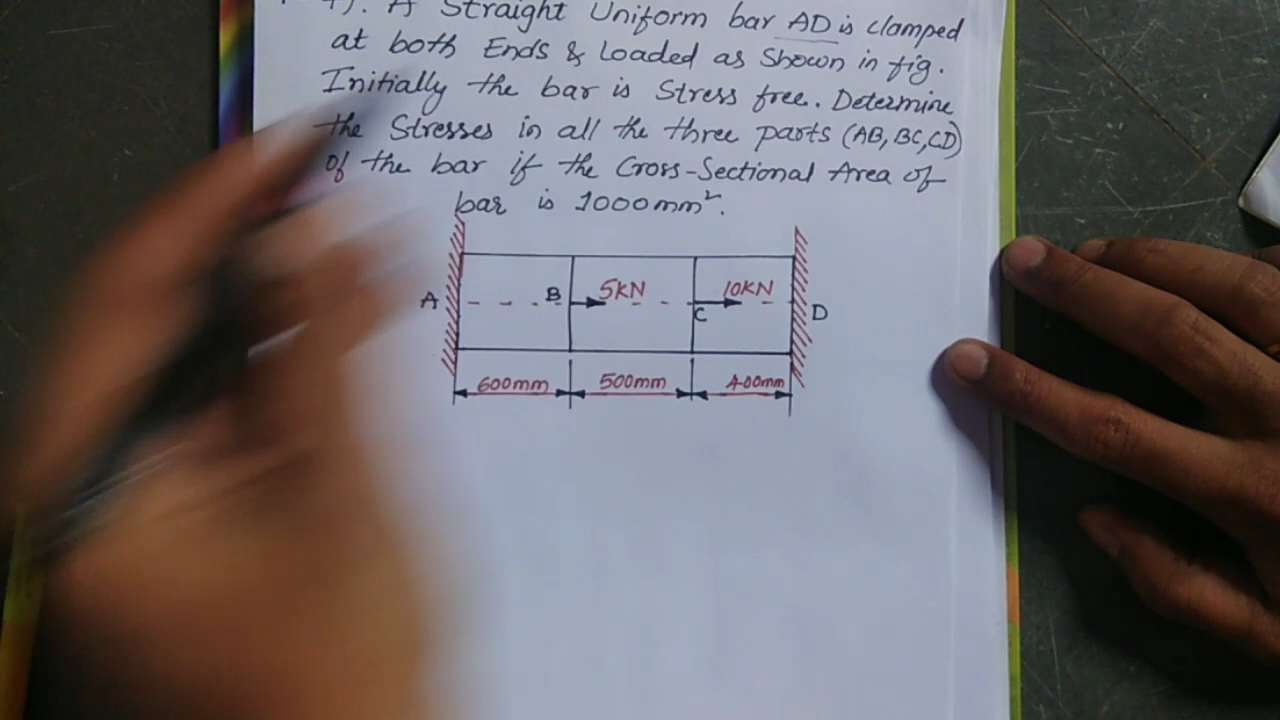 4). A Straight Uniform bar AD is clamped
at both Ends & Loaded as Shown in fig.
Initially the bar is Stress free. Determine
the Stresses in all the three parts (AB, BC, CD)
of the bar if the Cross-Sectional Area of
bar is 1000mm².
A B 5KN C 10KN D
600mm 500mm 400mm